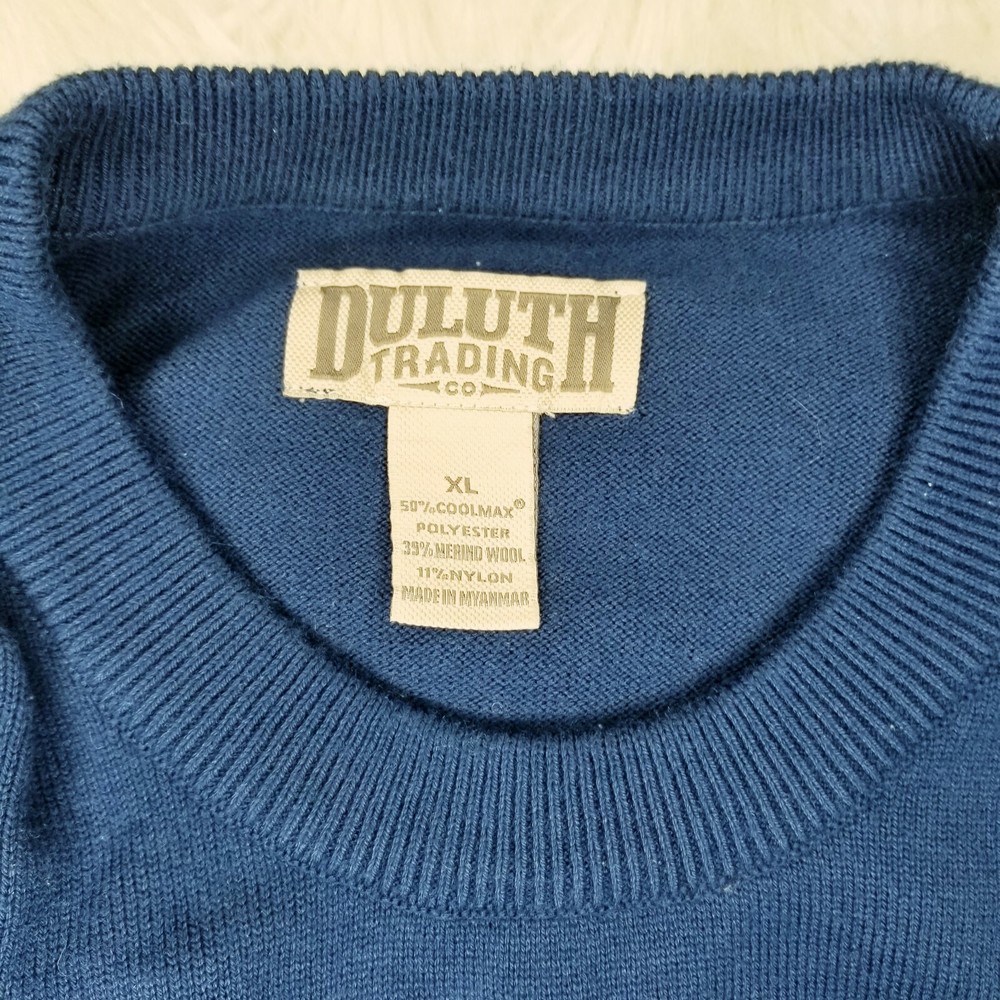 DULUTH
TRADING
CO
XL
50% COOLMAX®
POLYESTER
39% MERINO WOOL
11% NYLON
MADE IN MYANMAR